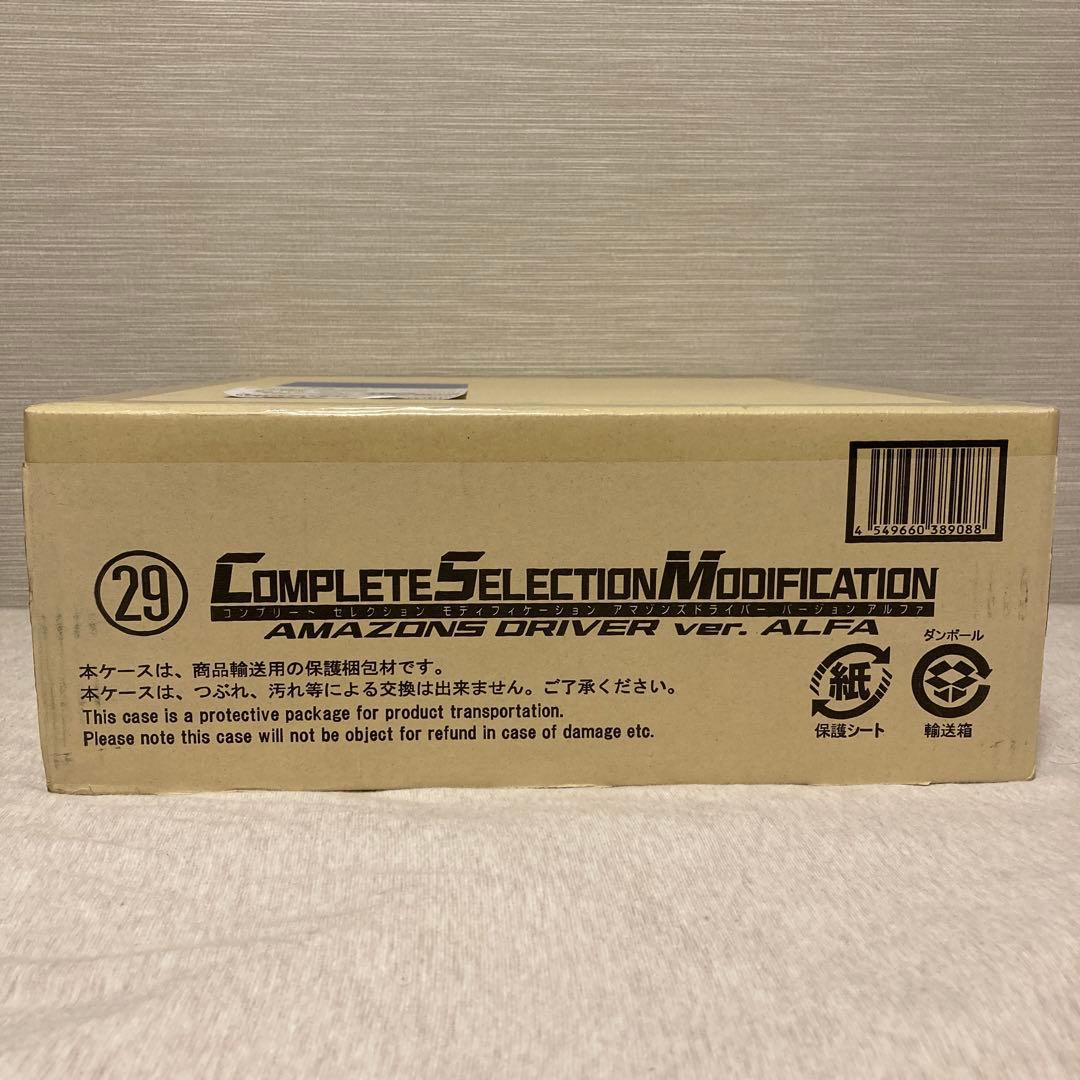 4 549660 389088
29
COMPLETE SELECTION MODIFICATION
コンプリート セレクション モディフィケーション アマゾンズドライバー バージョン アルファ
AMAZONS DRIVER ver. ALFA
本ケースは、商品輸送用の保護梱包材です。
本ケースは、つぶれ、汚れ等による交換は出来ません。ご了承ください。
This case is a protective package for product transportation.
Please note this case will not be object for refund in case of damage etc.
紙
保護シート
ダンボール
輸送箱